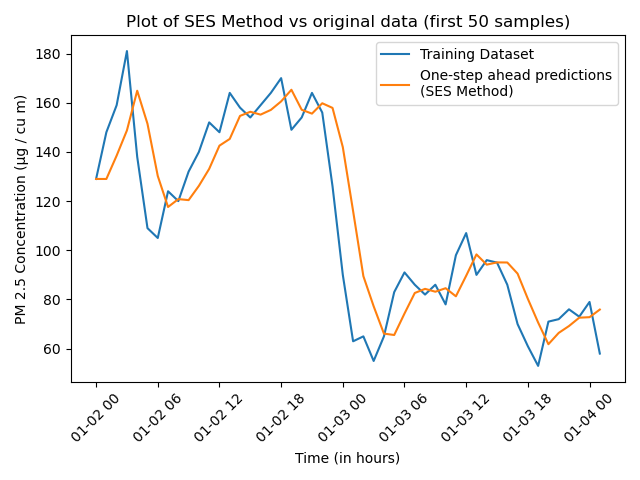 Plot of SES Method vs original data (first 50 samples)
Training Dataset
One-step ahead predictions
(SES Method)
PM 2.5 Concentration (μg / cu m)
180
160
140
120
100
80
60
01-02 00
01-02 06
01-02 12
01-02 18
01-03 00
01-03 06
01-03 12
01-03 18
01-04 00
Time (in hours)